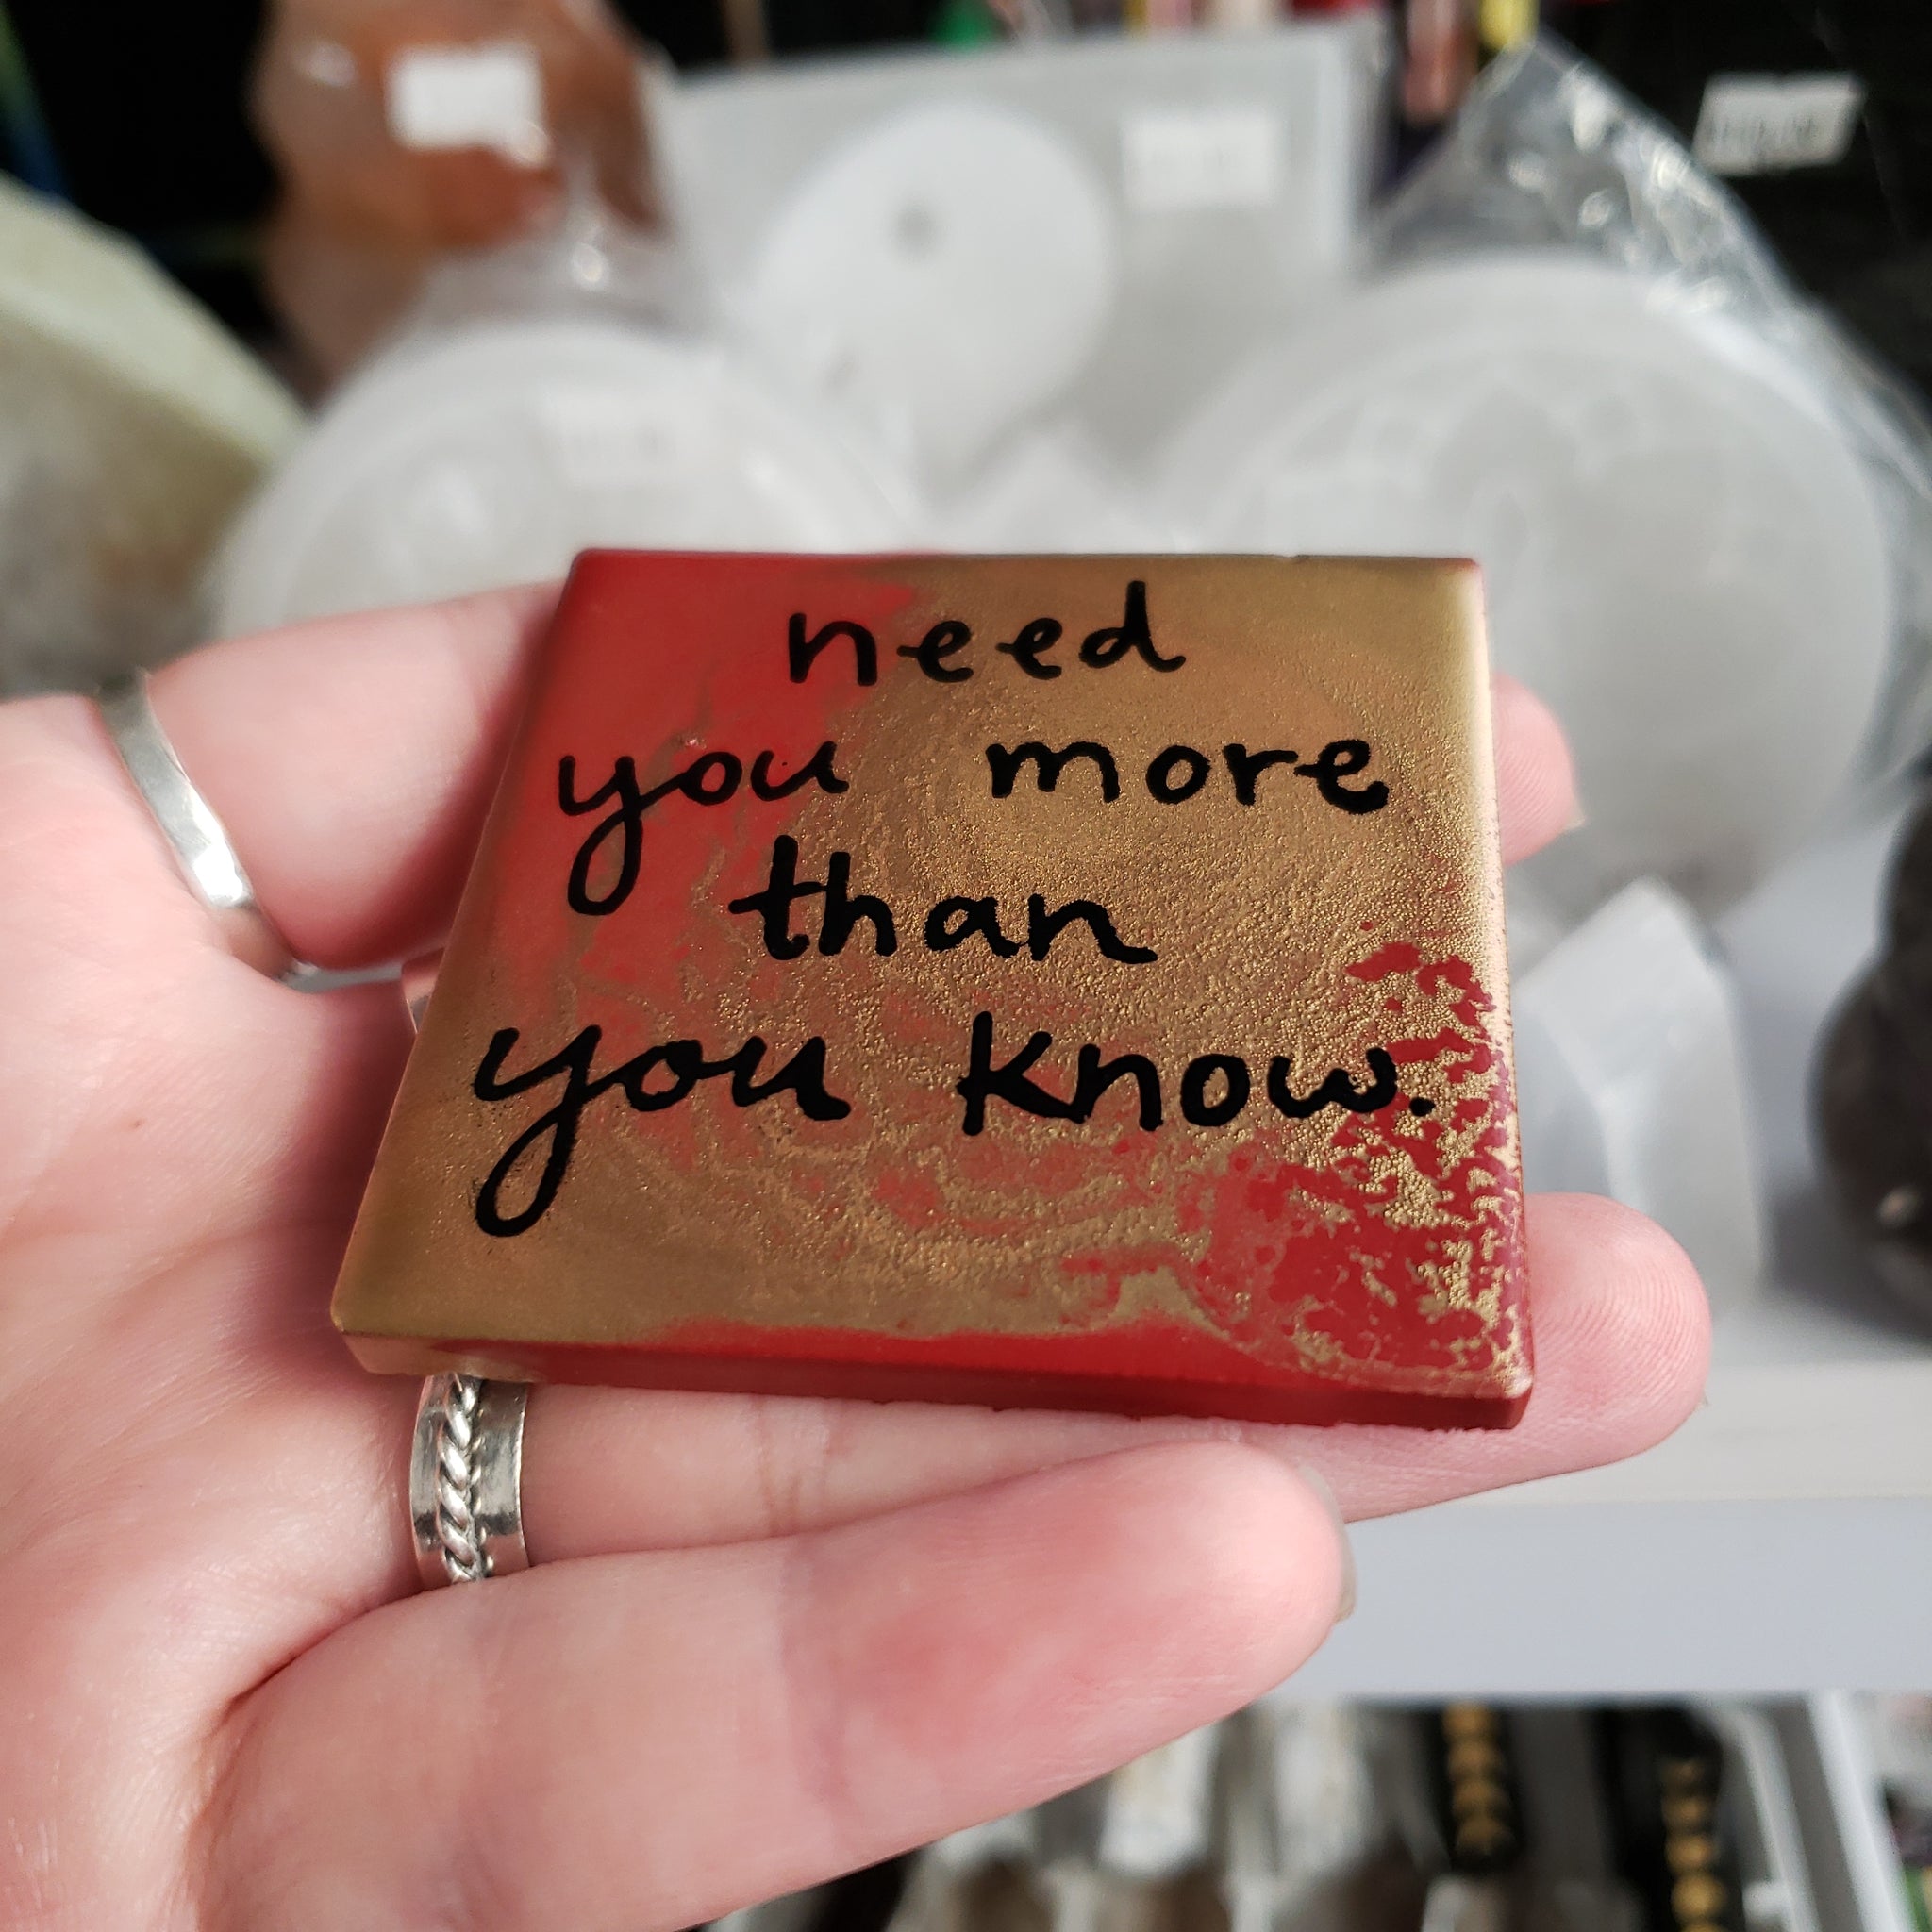 need
you more
than
you know.